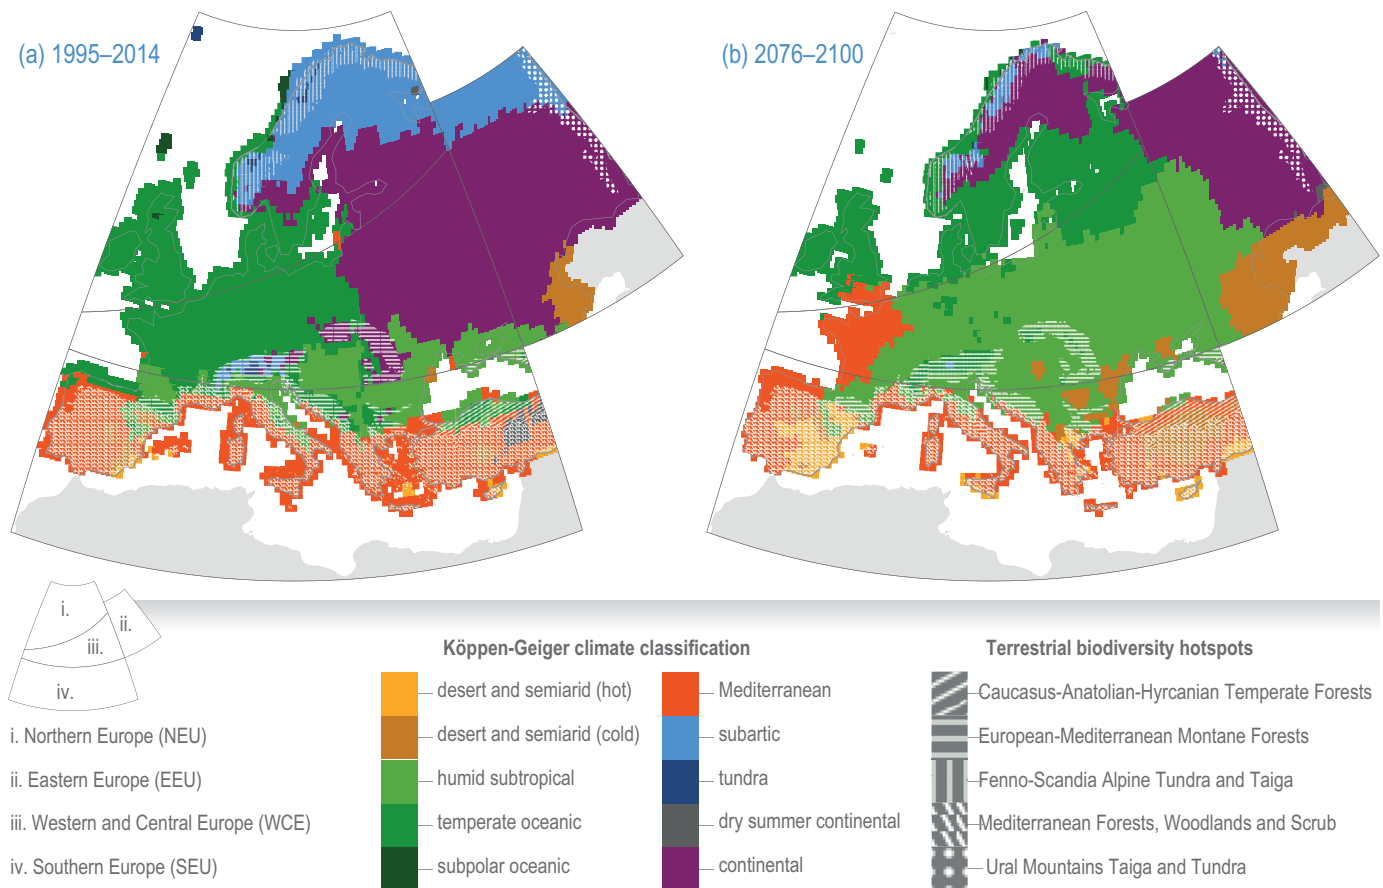 (a) 1995–2014
(b) 2076–2100
i.
ii.
iii.
iv.
i. Northern Europe (NEU)
ii. Eastern Europe (EEU)
iii. Western and Central Europe (WCE)
iv. Southern Europe (SEU)
Köppen-Geiger climate classification
desert and semiarid (hot)
desert and semiarid (cold)
humid subtropical
temperate oceanic
subpolar oceanic
Mediterranean
subartic
tundra
dry summer continental
continental
Terrestrial biodiversity hotspots
Caucasus-Anatolian-Hyrcanian Temperate Forests
European-Mediterranean Montane Forests
Fenno-Scandia Alpine Tundra and Taiga
Mediterranean Forests, Woodlands and Scrub
Ural Mountains Taiga and Tundra